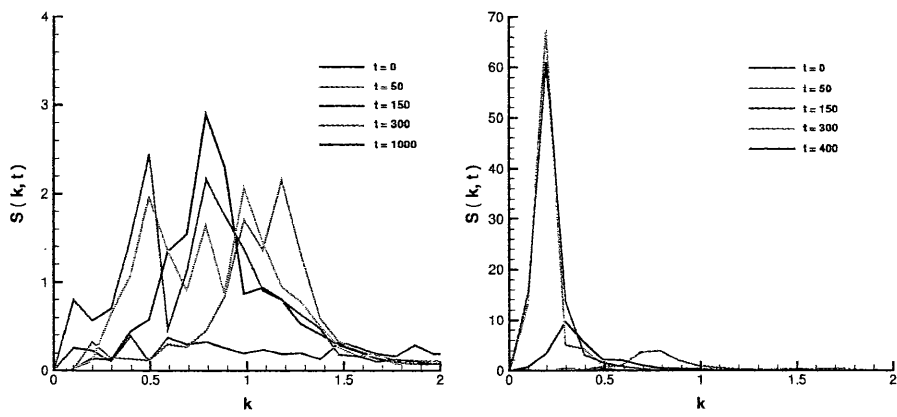 4
3
2
1
0
S ( k, t )
t = 0
t = 50
t = 150
t = 300
t = 1000
0
0.5
1
1.5
2
k
70
60
50
40
30
20
10
0
S ( k, t )
t = 0
t = 50
t = 150
t = 300
t = 400
0
0.5
1
1.5
2
k